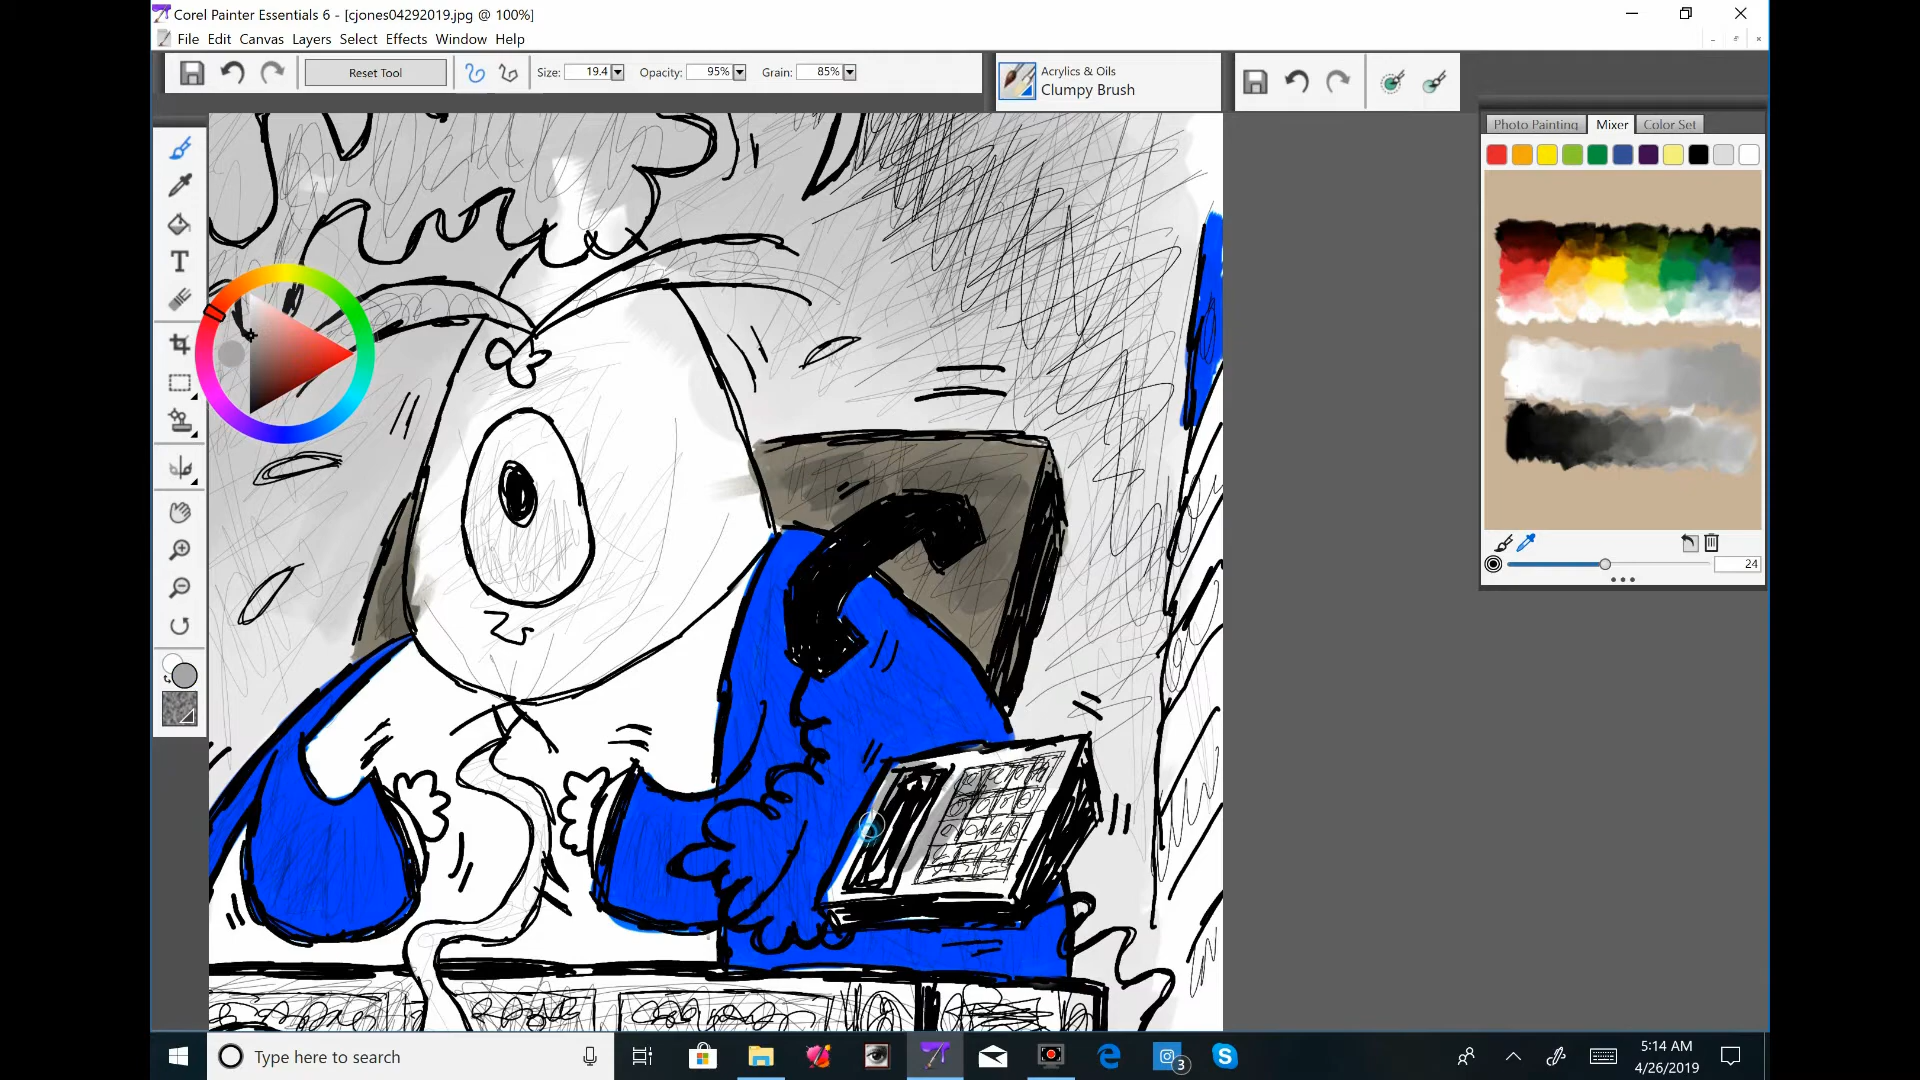 Corel Painter Essentials 6 - [cjones04292019.jpg @ 100%]
File Edit Canvas Layers Select Effects Window Help
Reset Tool Size: 19.4 Opacity: 95% Grain: 85%
Acrylics & Oils
Clumpy Brush
Photo Painting Mixer Color Set
24
Type here to search
3
5:14 AM
4/26/2019